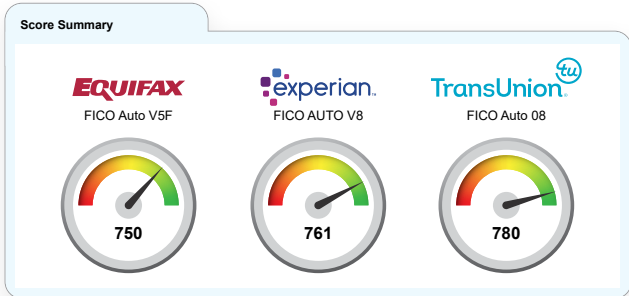 Score Summary
EQUIFAX
FICO Auto V5F
750
experian.
FICO AUTO V8
761
tu
TransUnion.
FICO Auto 08
780